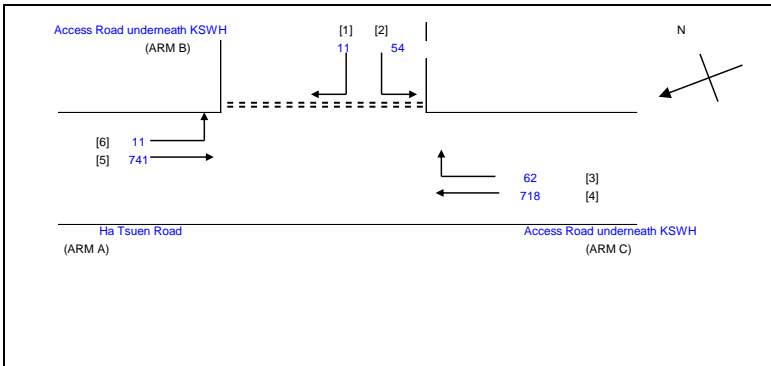 Access Road underneath KSWH [1] [2] N
(ARM B) 11 54
[6] 11
[5] 741
62 [3]
718 [4]
Ha Tsuen Road Access Road underneath KSWH
(ARM A) (ARM C)